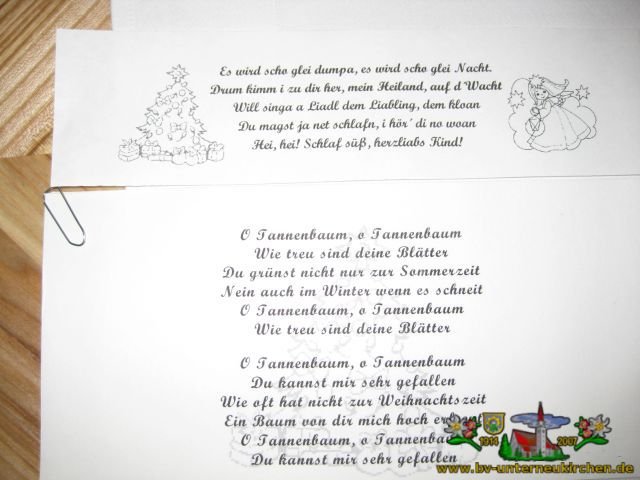 Es wird scho glei dumpa, es wird scho glei Nacht.
Drum kimm i zu dir her, mein Heiland, auf d Wacht
Will singa a Liadl dem Liabling, dem kloan
Du magst ja net schlafn, i hör´ di no woan
Hei, hei! Schlaf süß, herzliabs Kind!
O Tannenbaum, o Tannenbaum
Wie treu sind deine Blätter
Du grünst nicht nur zur Sommerzeit
Nein auch im Winter wenn es schneit
O Tannenbaum, o Tannenbaum
Wie treu sind deine Blätter
O Tannenbaum, o Tannenbaum
Du kannst mir sehr gefallen
Wie oft hat nicht zur Weihnachtszeit
Ein Baum von dir mich hoch
O Tannenbaum, o
Du kannst mir sehr gefallen
1914 2007
www.bv-unterneukirchen.de